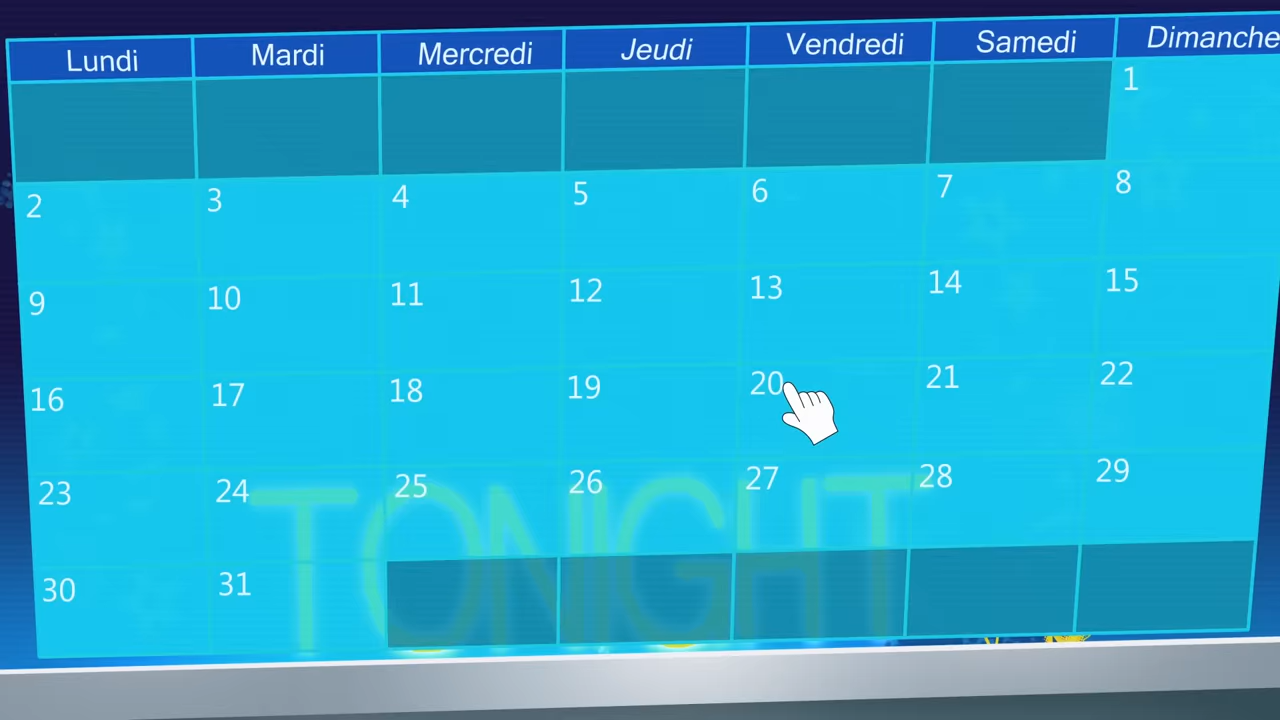 Lundi Mardi Mercredi Jeudi Vendredi Samedi Dimanche
1
2 3 4 5 6 7 8
9 10 11 12 13 14 15
16 17 18 19 20 21 22
23 24 25 26 27 28 29
TONIGHT
30 31